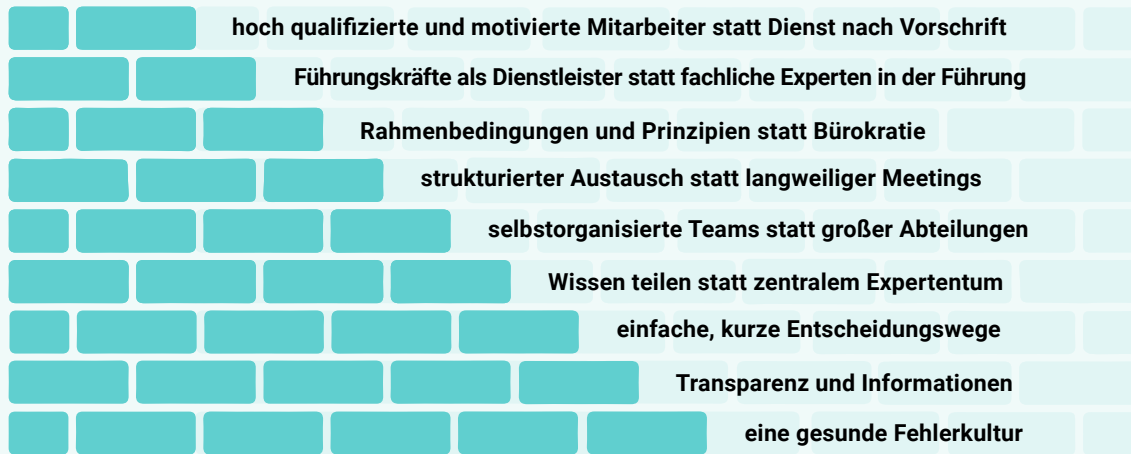 hoch qualifizierte und motivierte Mitarbeiter statt Dienst nach Vorschrift
Führungskräfte als Dienstleister statt fachliche Experten in der Führung
Rahmenbedingungen und Prinzipien statt Bürokratie
strukturierter Austausch statt langweiliger Meetings
selbstorganisierte Teams statt großer Abteilungen
Wissen teilen statt zentralem Expertentum
einfache, kurze Entscheidungswege
Transparenz und Informationen
eine gesunde Fehlerkultur